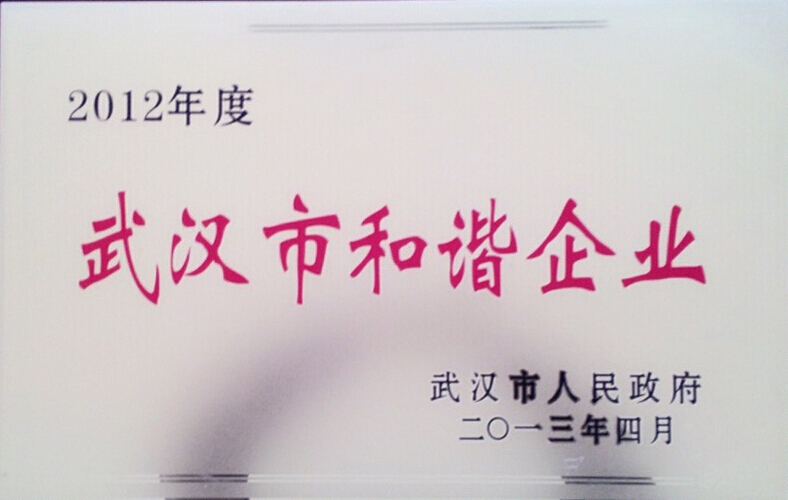 2012年度
武汉市和谐企业
武汉市人民政府
二〇一三年四月